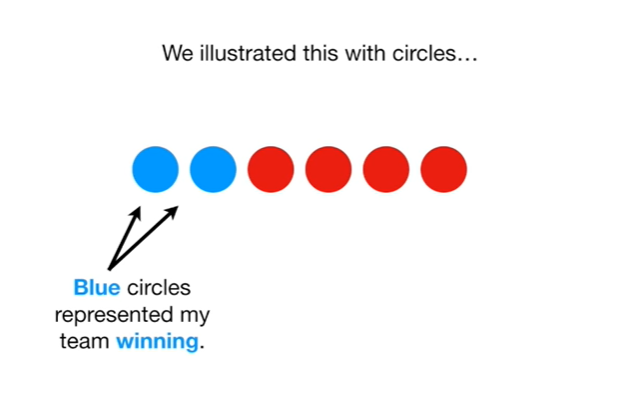 We illustrated this with circles…
Blue circles
represented my
team winning.